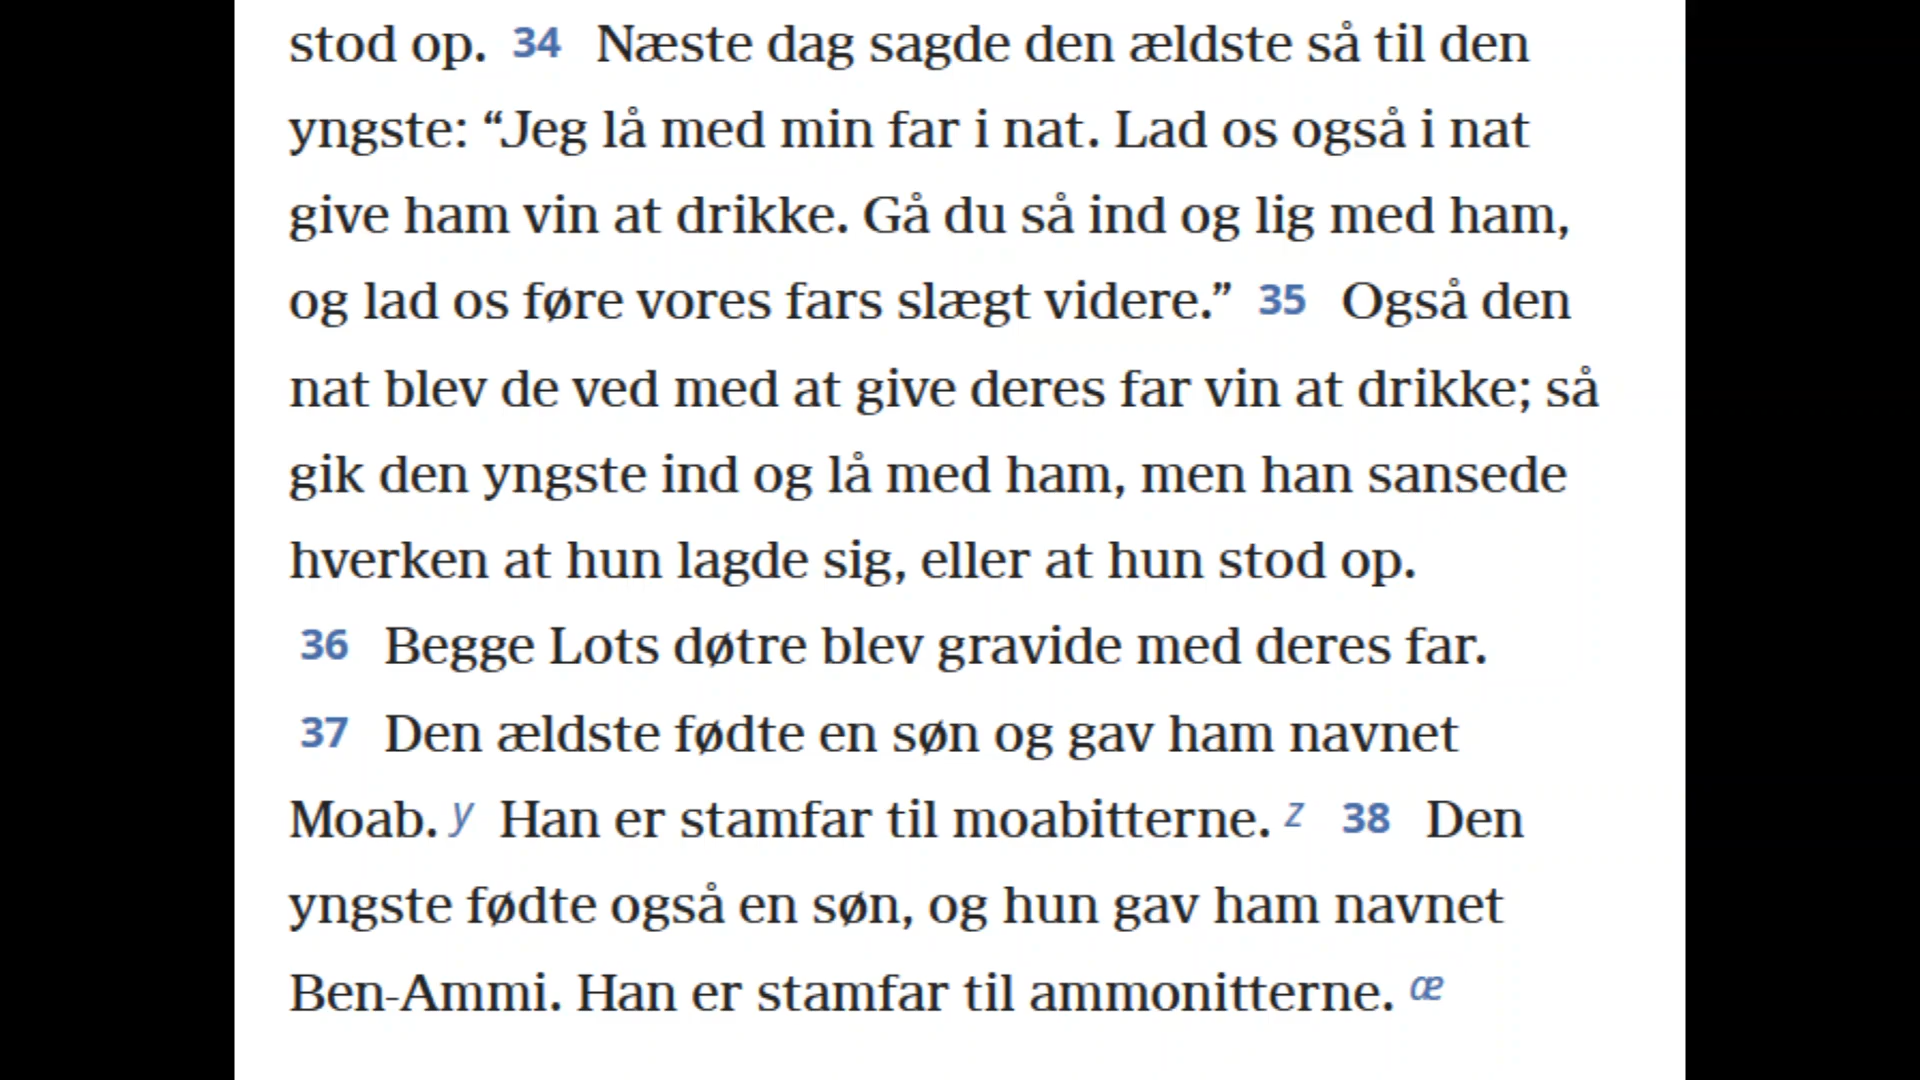 stod op. 34 Næste dag sagde den ældste så til den
yngste: “Jeg lå med min far i nat. Lad os også i nat
give ham vin at drikke. Gå du så ind og lig med ham,
og lad os føre vores fars slægt videre.” 35 Også den
nat blev de ved med at give deres far vin at drikke; så
gik den yngste ind og lå med ham, men han sansede
hverken at hun lagde sig, eller at hun stod op.
36 Begge Lots døtre blev gravide med deres far.
37 Den ældste fødte en søn og gav ham navnet
Moab. y Han er stamfar til moabitterne. z 38 Den
yngste fødte også en søn, og hun gav ham navnet
Ben-Ammi. Han er stamfar til ammonitterne. æ